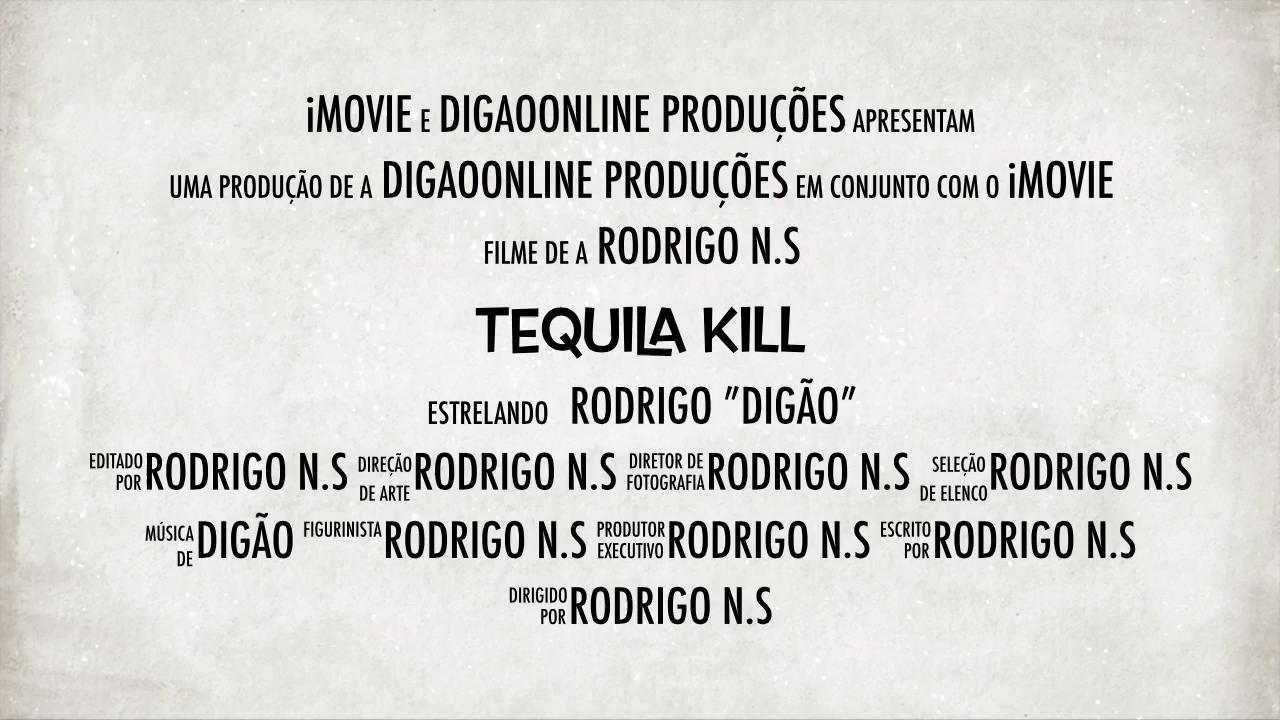 iMOVIE E DIGAOONLINE PRODUÇÕES APRESENTAM
UMA PRODUÇÃO DE A DIGAOONLINE PRODUÇÕES EM CONJUNTO COM O iMOVIE
FILME DE A RODRIGO N.S
TEQUILA KILL
ESTRELANDO RODRIGO "DIGÃO"
EDITADO POR RODRIGO N.S DIREÇÃO DE ARTE RODRIGO N.S DIRETOR DE FOTOGRAFIA RODRIGO N.S SELEÇÃO DE ELENCO RODRIGO N.S
MÚSICA DE DIGÃO FIGURINISTA RODRIGO N.S PRODUTOR EXECUTIVO RODRIGO N.S ESCRITO POR RODRIGO N.S
DIRIGIDO POR RODRIGO N.S